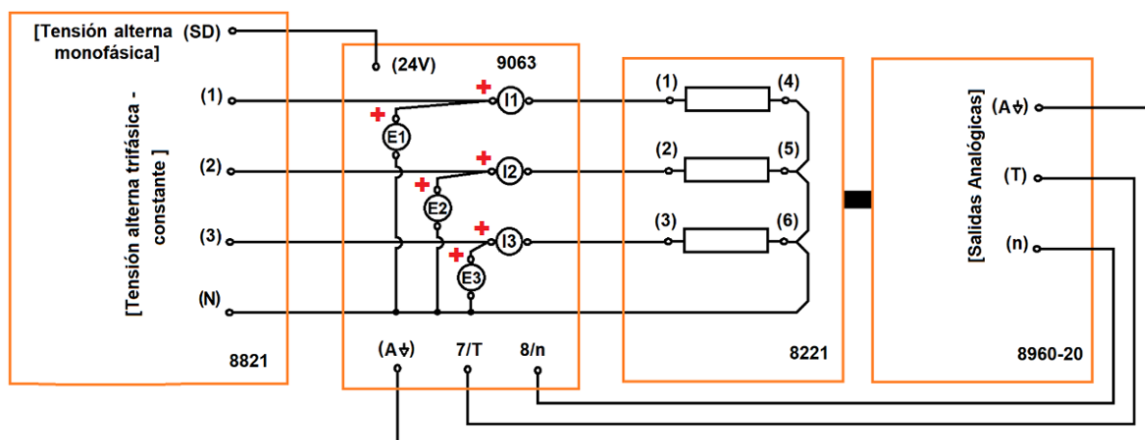 [Tensión alterna (SD)
monofásica]
(24V)
9063
(1)
[Tensión alterna trifásica -
constante ]
(2)
(3)
(N)
8821
+
I1
+
E1
+
I2
+
E2
+
I3
+
E3
(A⏚)
7/T
8/n
(1)
(4)
(2)
(5)
(3)
(6)
8221
[Salidas Analógicas]
(A⏚)
(T)
(n)
8960-20